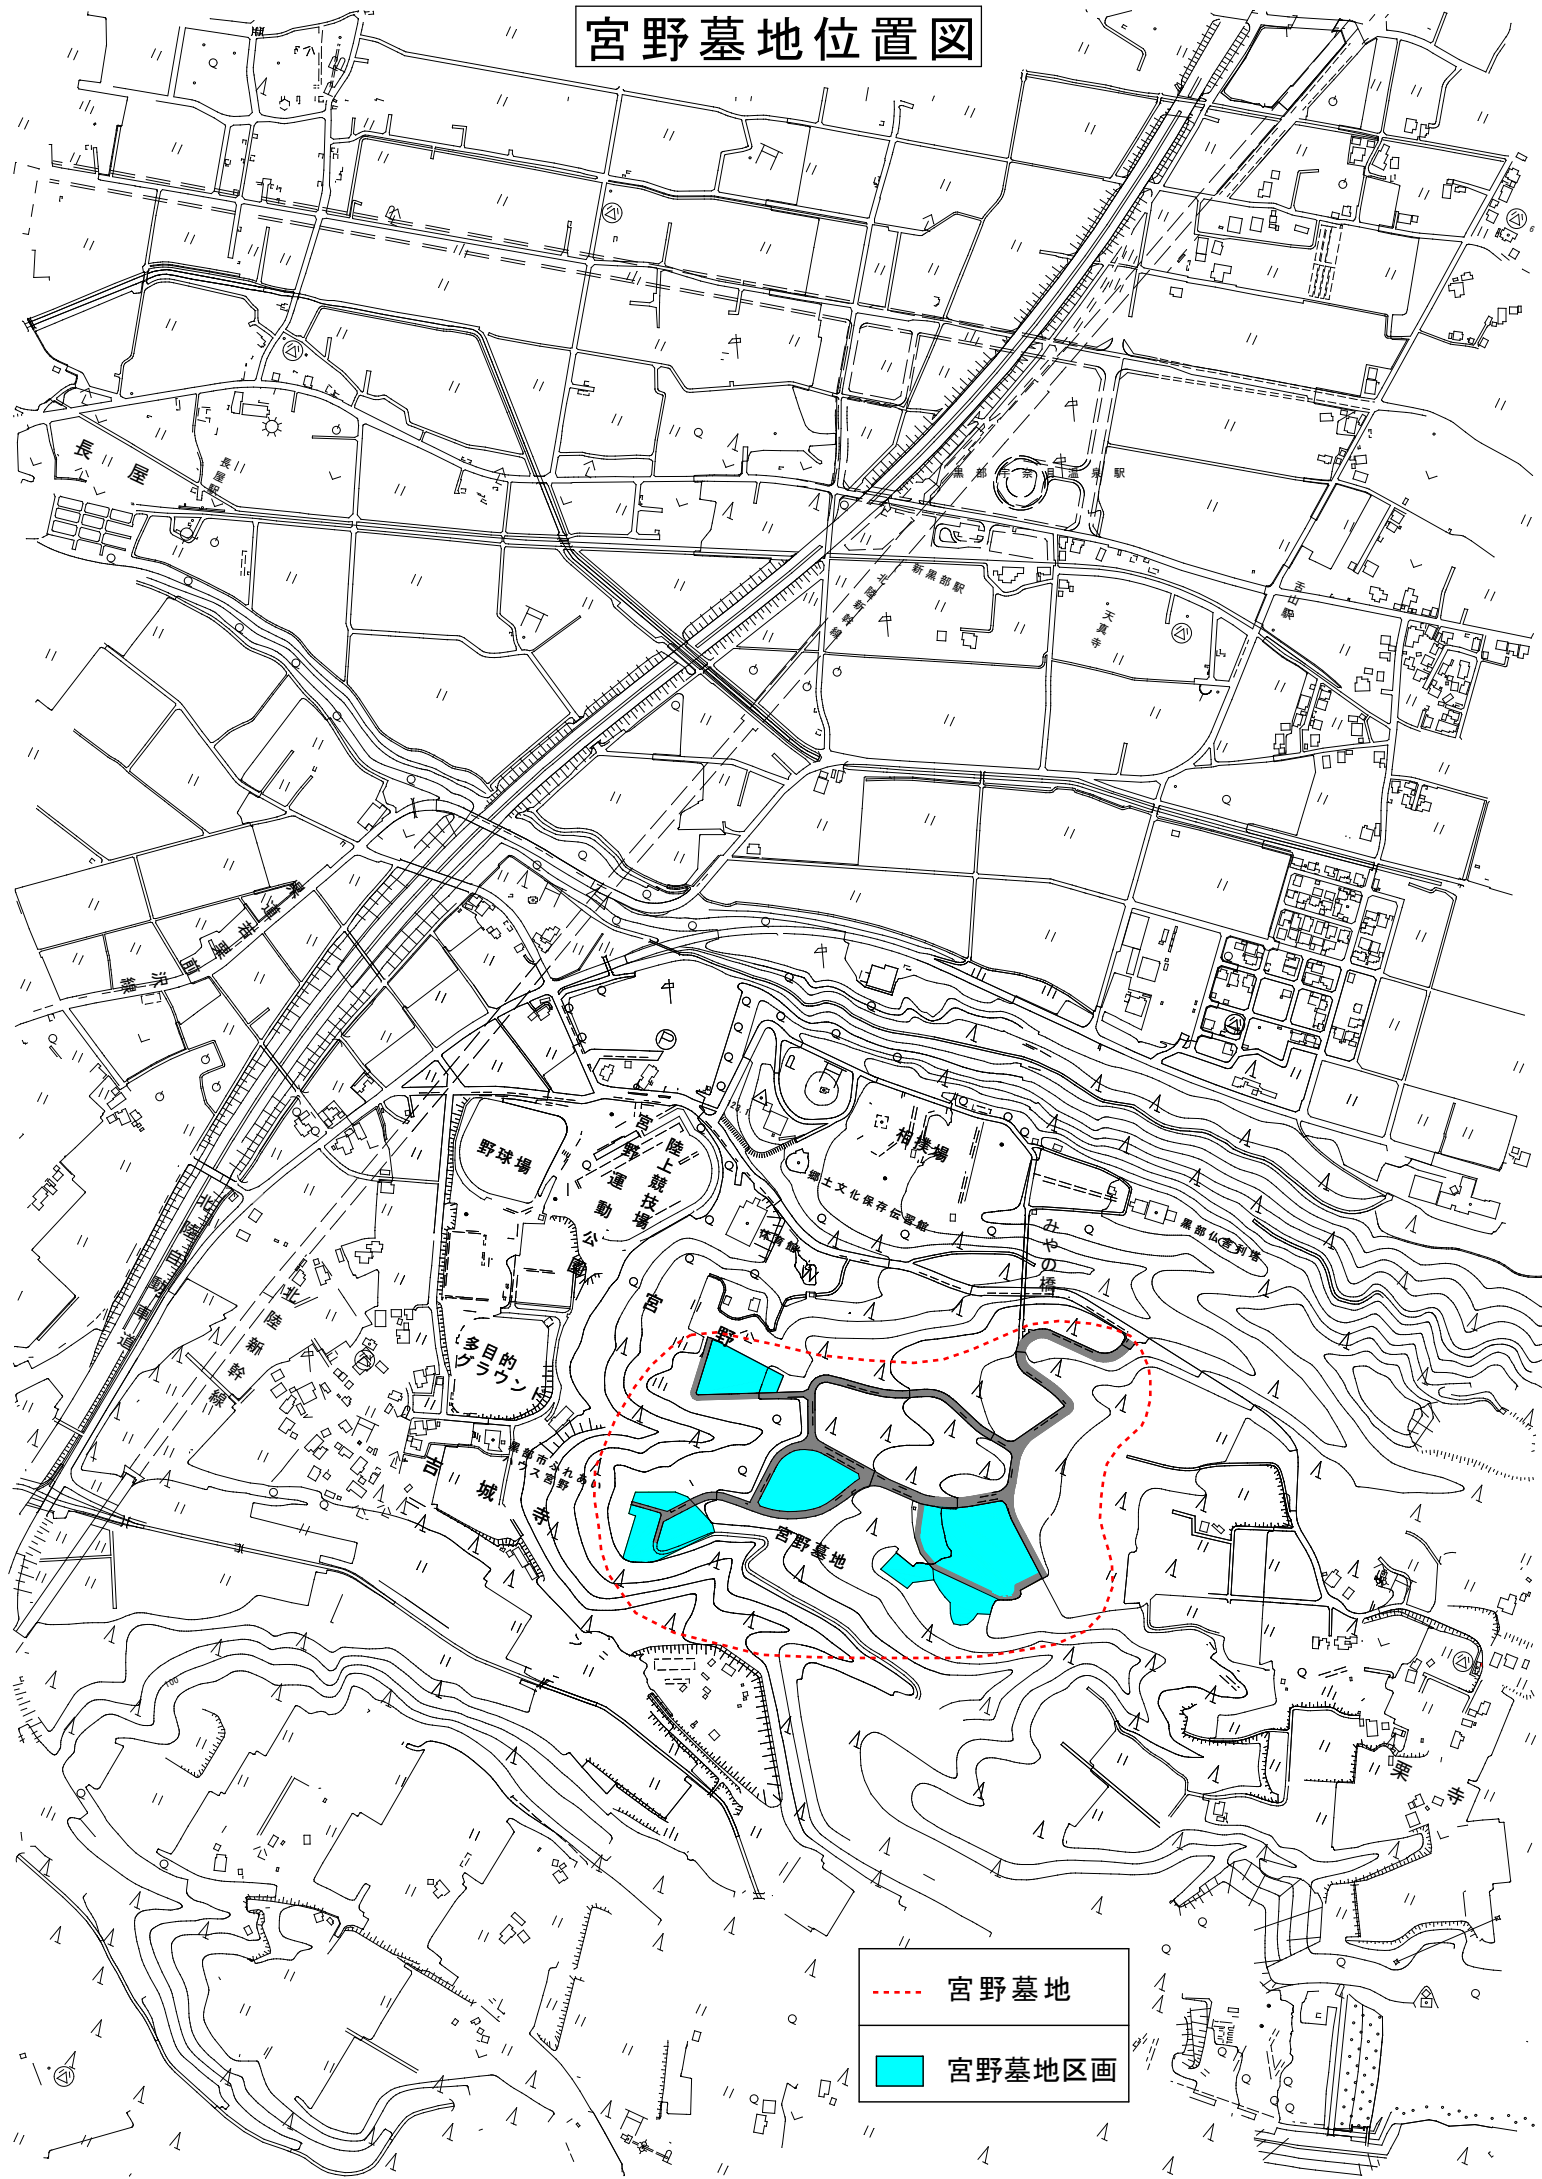 宮野墓地位置図
長屋
長屋駅
黒部宇奈月温泉駅
新黒部駅
北陸新幹線
天真寺
舌山駅
野球場
宮野運動公園
陸上競技場
相撲場
郷土文化保存伝習館
体育館
みやの橋
黒部仏舎利塔
北陸自動車道
北陸新幹線
宮野
多目的
グラウンド
黒部市ふれあい
ハウス宮野
吉城寺
宮野墓地
栗寺
100
宮野墓地
宮野墓地区画